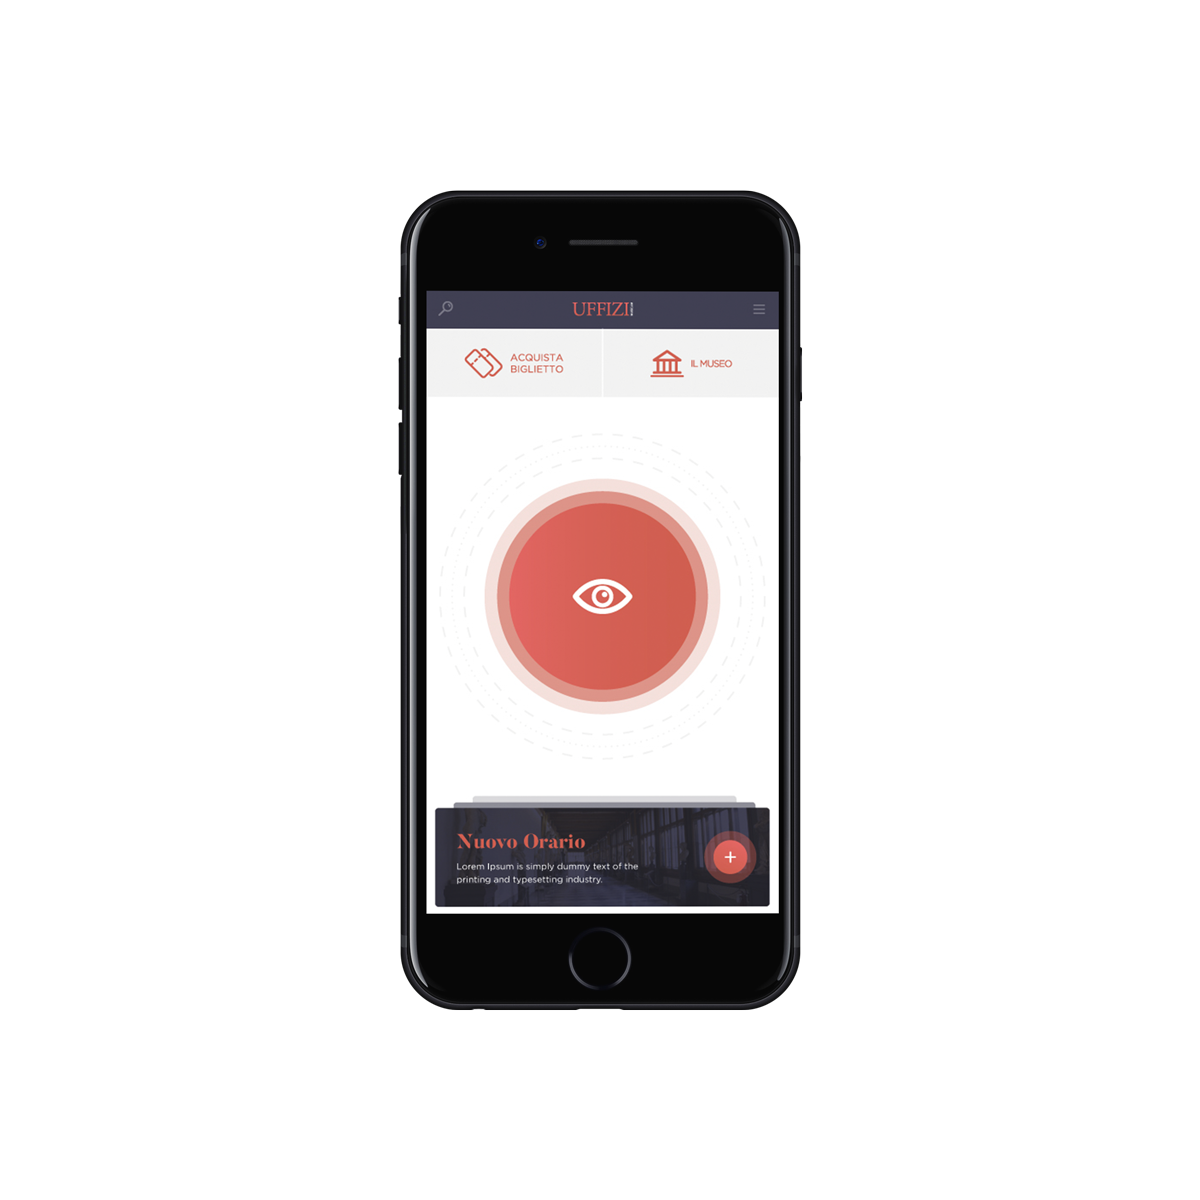 UFFIZI
ACQUISTA
BIGLIETTO
IL MUSEO
Nuovo Orario
Lorem Ipsum is simply dummy text of the
printing and typesetting industry.